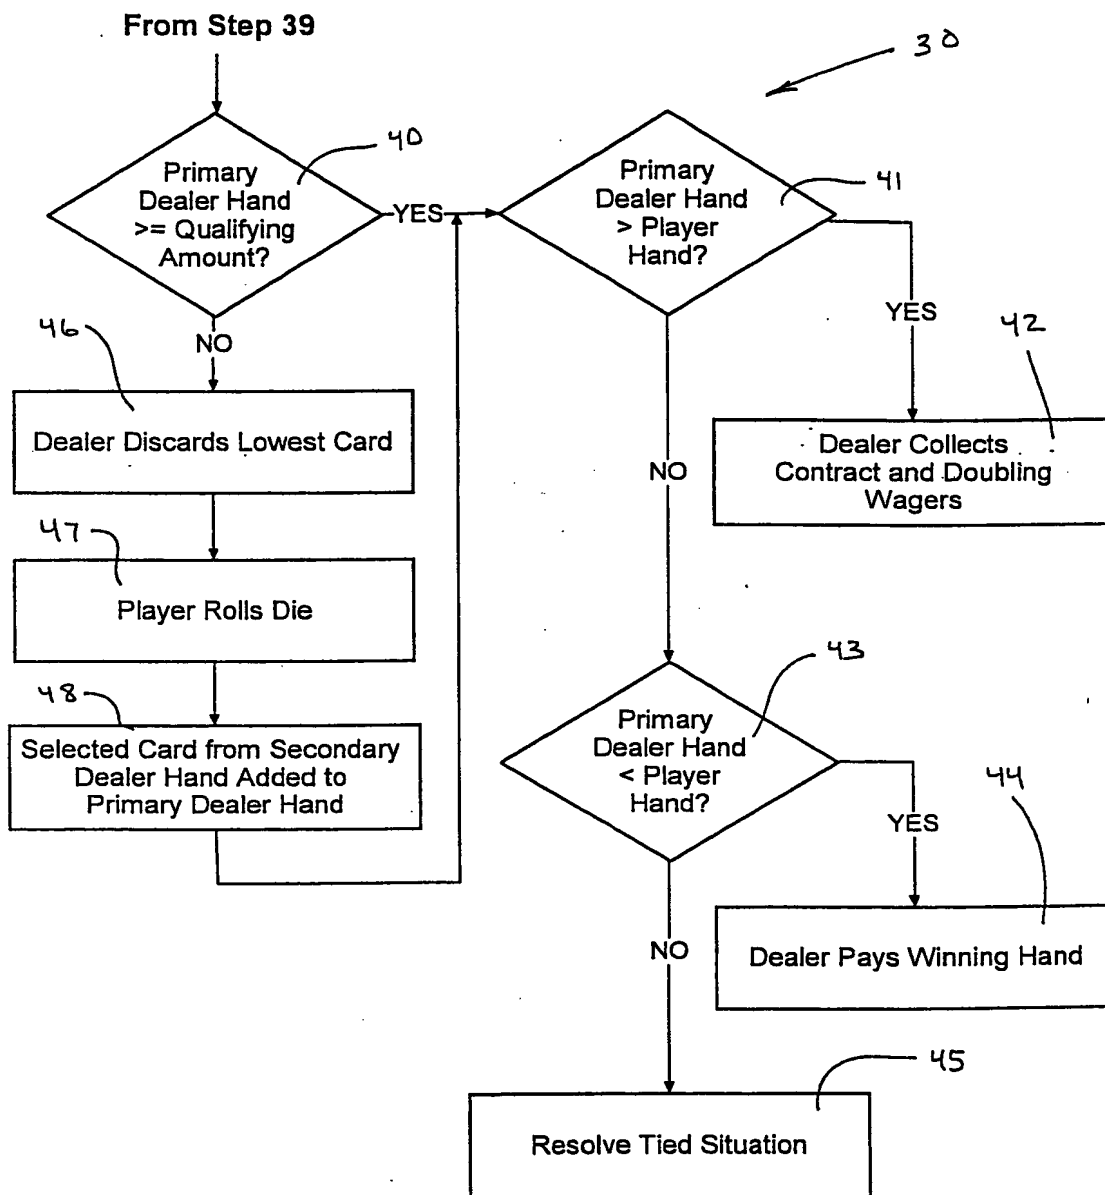 From Step 39
30
40
Primary
Dealer Hand
>= Qualifying
Amount?
YES
41
Primary
Dealer Hand
> Player
Hand?
YES
NO
46
Dealer Discards Lowest Card
42
Dealer Collects
Contract and Doubling
Wagers
NO
47
Player Rolls Die
48
Selected Card from Secondary
Dealer Hand Added to
Primary Dealer Hand
43
Primary
Dealer Hand
< Player
Hand?
YES
44
Dealer Pays Winning Hand
NO
45
Resolve Tied Situation